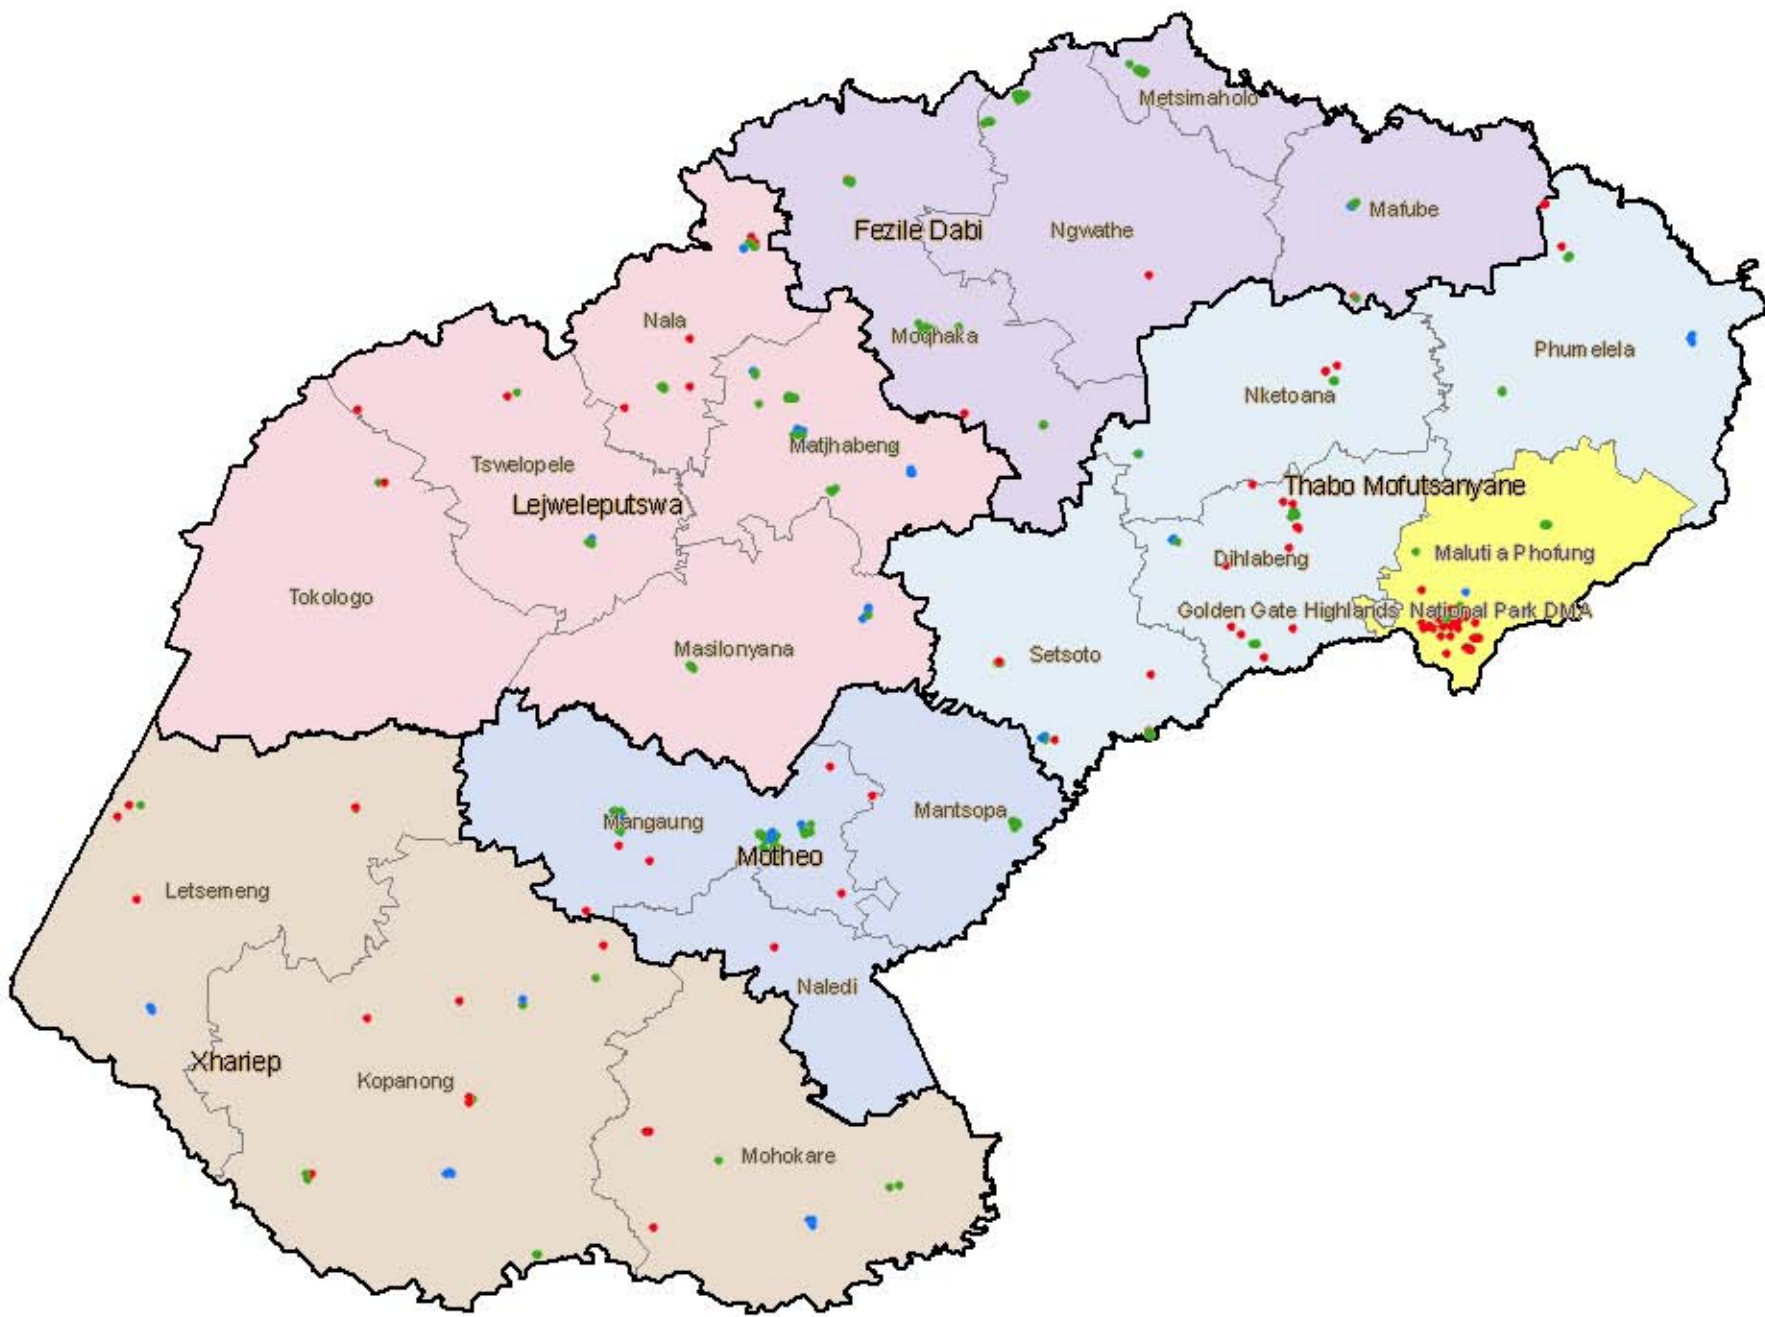 Metsimaholo
Mafube
Fezile Dabi
Ngwathe
Nala
Moqhaka
Phumelela
Nketoana
Matjhabeng
Tswelopele
Thabo Mofutsanyane
Lejweleputswa
Dihlabeng
Maluti a Phofung
Tokologo
Golden Gate Highlands National Park DMA
Masilonyana
Setsoto
Mantsopa
Mangaung
Motheo
Letsemeng
Naledi
Xhariep
Kopanong
Mohokare